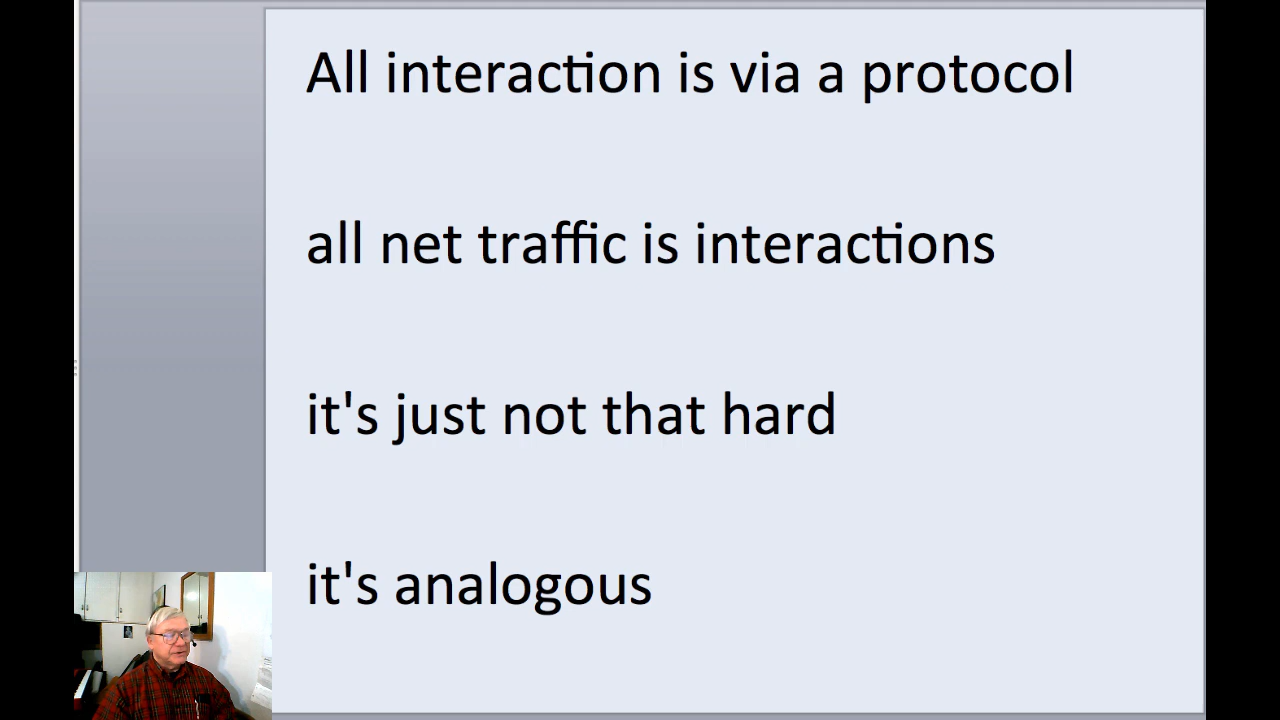 All interaction is via a protocol
all net traffic is interactions
it's just not that hard
it's analogous